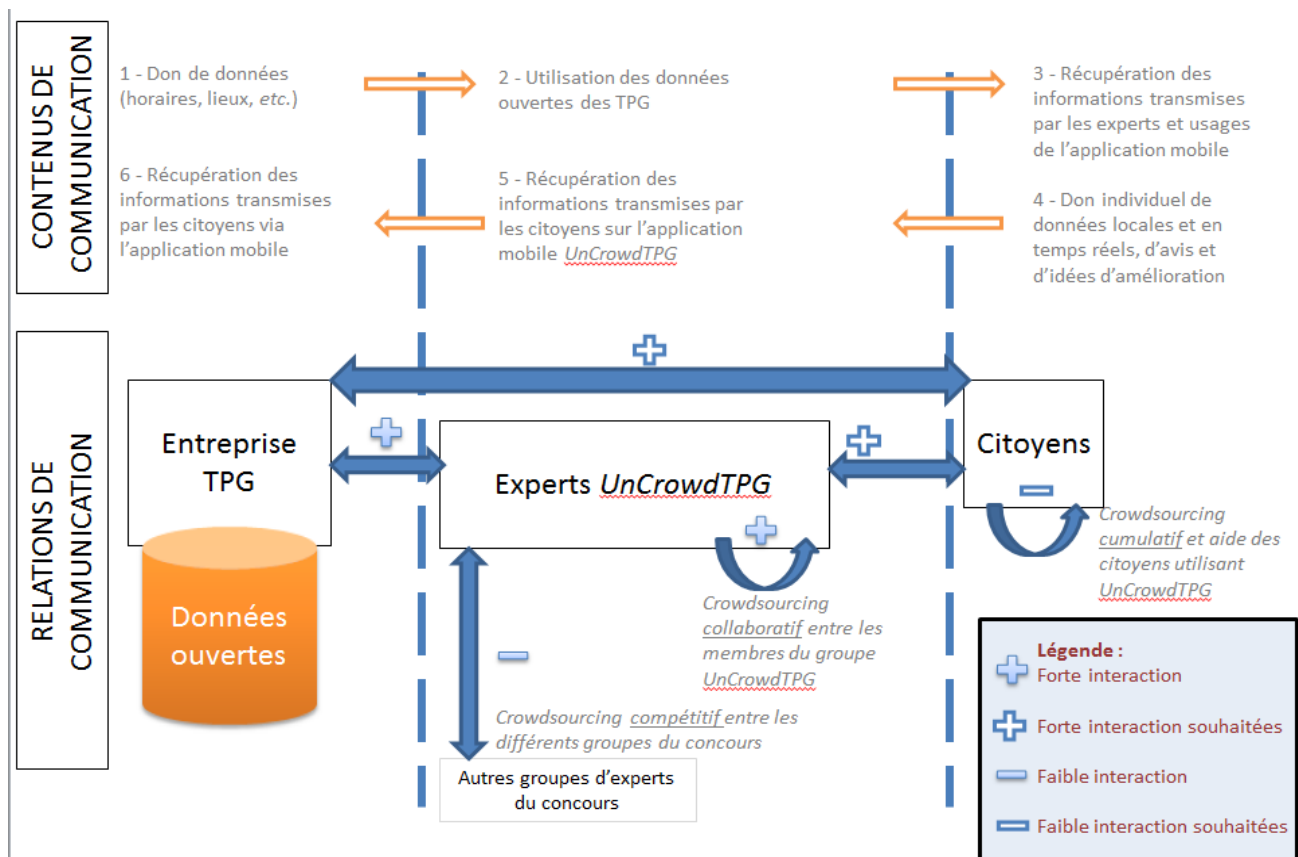 CONTENUS DE
COMMUNICATION
1 - Don de données
(horaires, lieux, etc.)
2 - Utilisation des données
ouvertes des TPG
3 - Récupération des
informations transmises
par les experts et usages
de l’application mobile
6 - Récupération des
informations transmises
par les citoyens via
l’application mobile
5 - Récupération des
informations transmises par
les citoyens sur l’application
mobile UnCrowdTPG
4 - Don individuel de
données locales et en
temps réels, d’avis et
d’idées d’amélioration
RELATIONS DE
COMMUNICATION
Entreprise
TPG
Données
ouvertes
Experts UnCrowdTPG
Citoyens
Crowdsourcing
cumulatif et aide des
citoyens utilisant
UnCrowdTPG
Crowdsourcing
collaboratif entre les
membres du groupe
UnCrowdTPG
Crowdsourcing compétitif entre les
différents groupes du concours
Autres groupes d’experts
du concours
Légende :
Forte interaction
Forte interaction souhaitées
Faible interaction
Faible interaction souhaitées